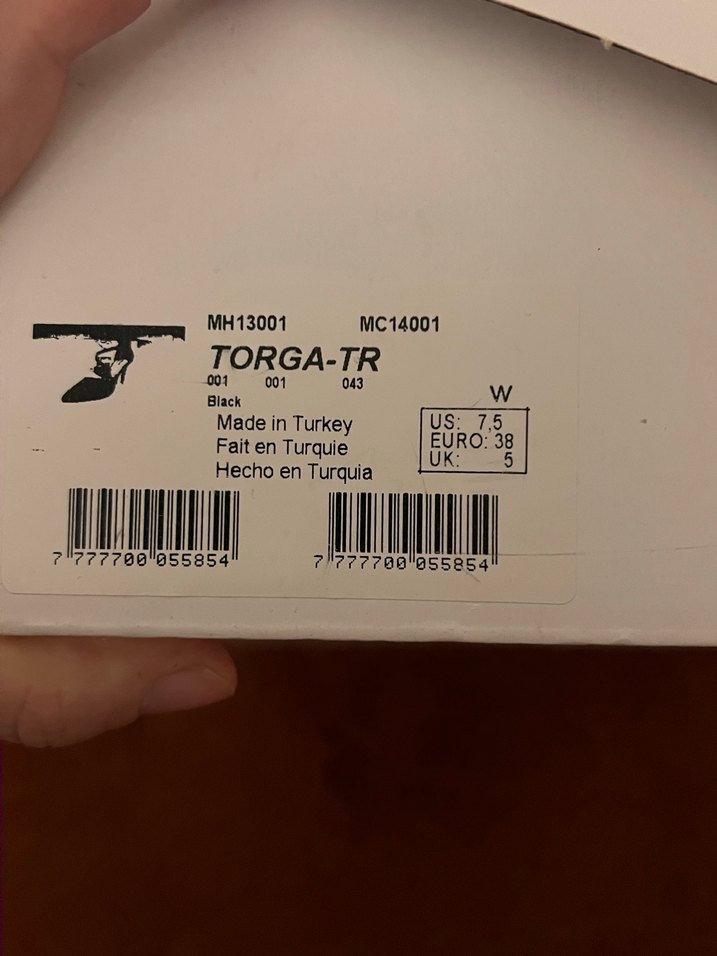 MH13001 MC14001
TORGA-TR
001 001 043
Black
Made in Turkey
Fait en Turquie
Hecho en Turquia
W
US: 7,5
EURO: 38
UK: 5
7 777700 055854
7 777700 055854